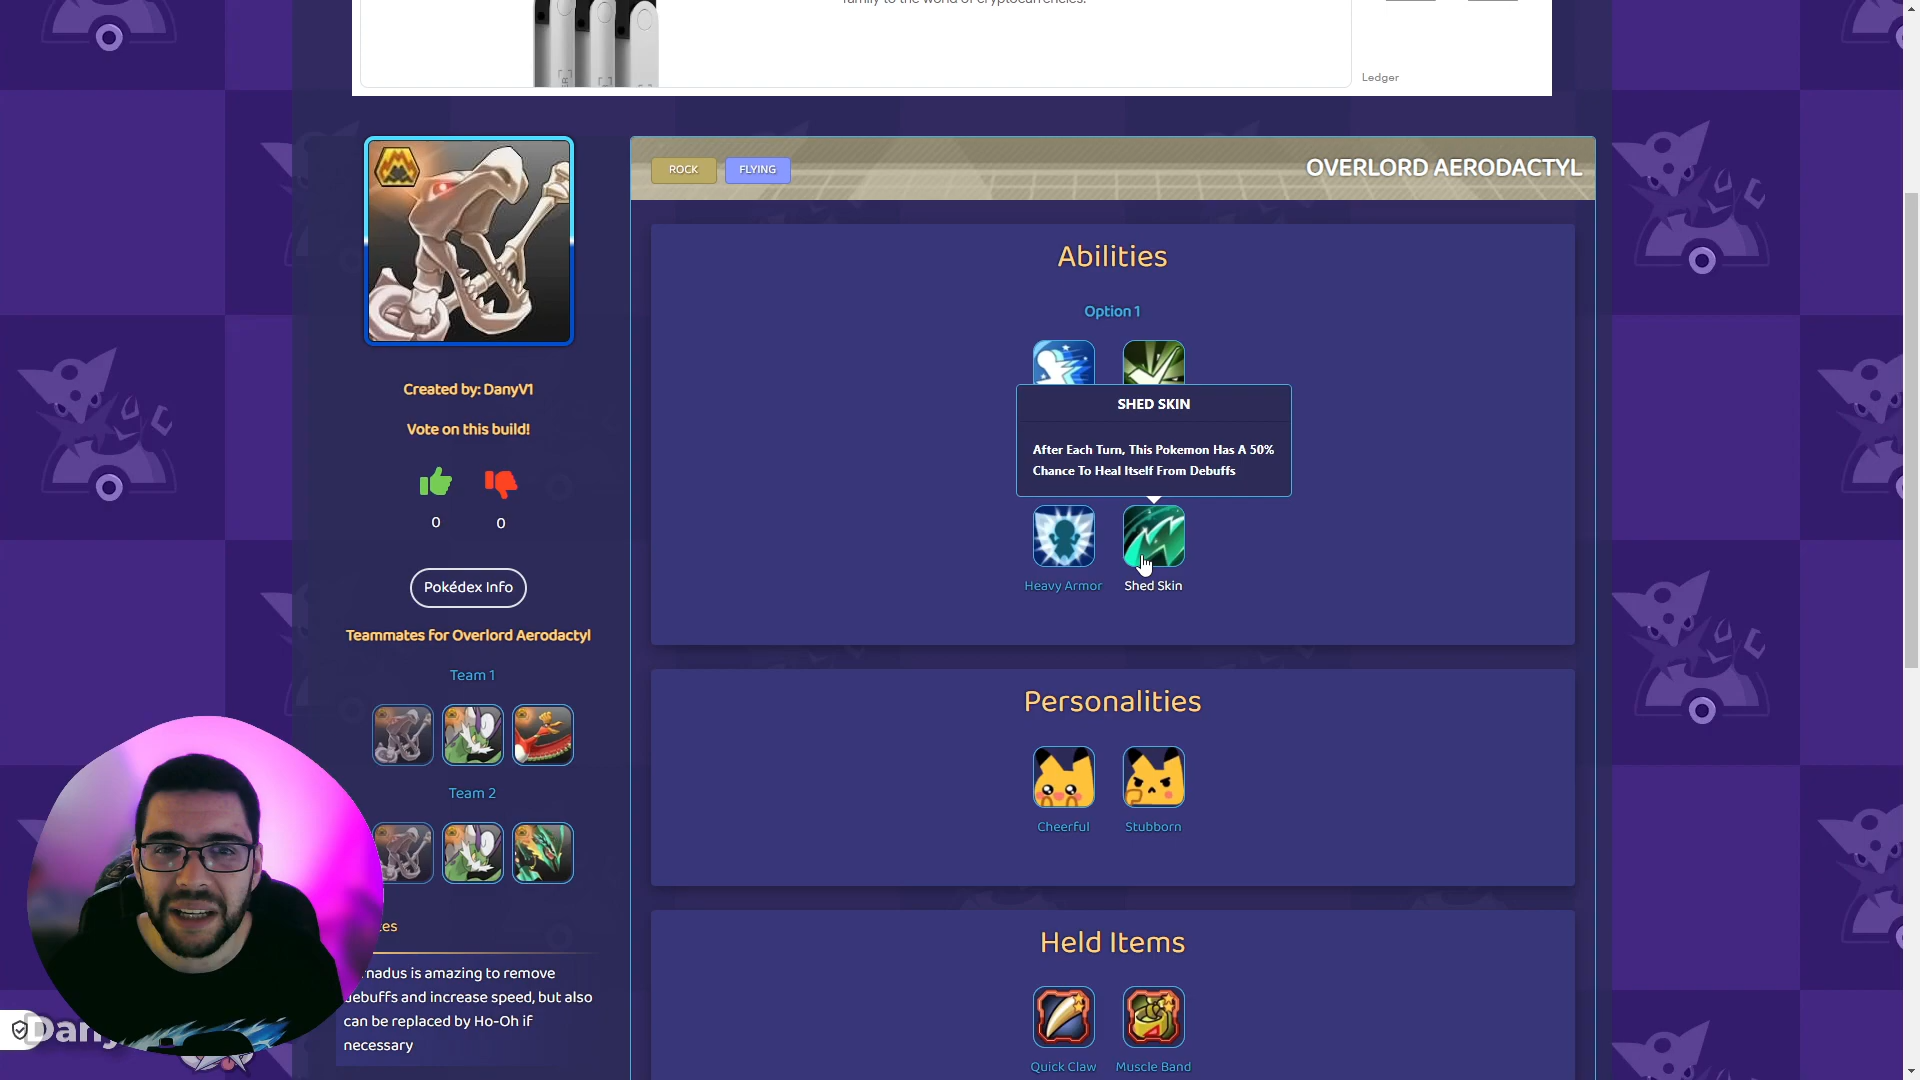 family to the world of cryptocurrencies.
Ledger
ROCK
FLYING
OVERLORD AERODACTYL
Abilities
Option 1
SHED SKIN
After Each Turn, This Pokemon Has A 50%
Chance To Heal Itself From Debuffs
Heavy Armor
Shed Skin
Created by: DanyV1
Vote on this build!
0
0
Pokédex Info
Teammates for Overlord Aerodactyl
Team 1
Team 2
Personalities
Cheerful
Stubborn
Held Items
Quick Claw
Muscle Band
is amazing to remove
debuffs and increase speed, but also
can be replaced by Ho-Oh if
necessary
Dany